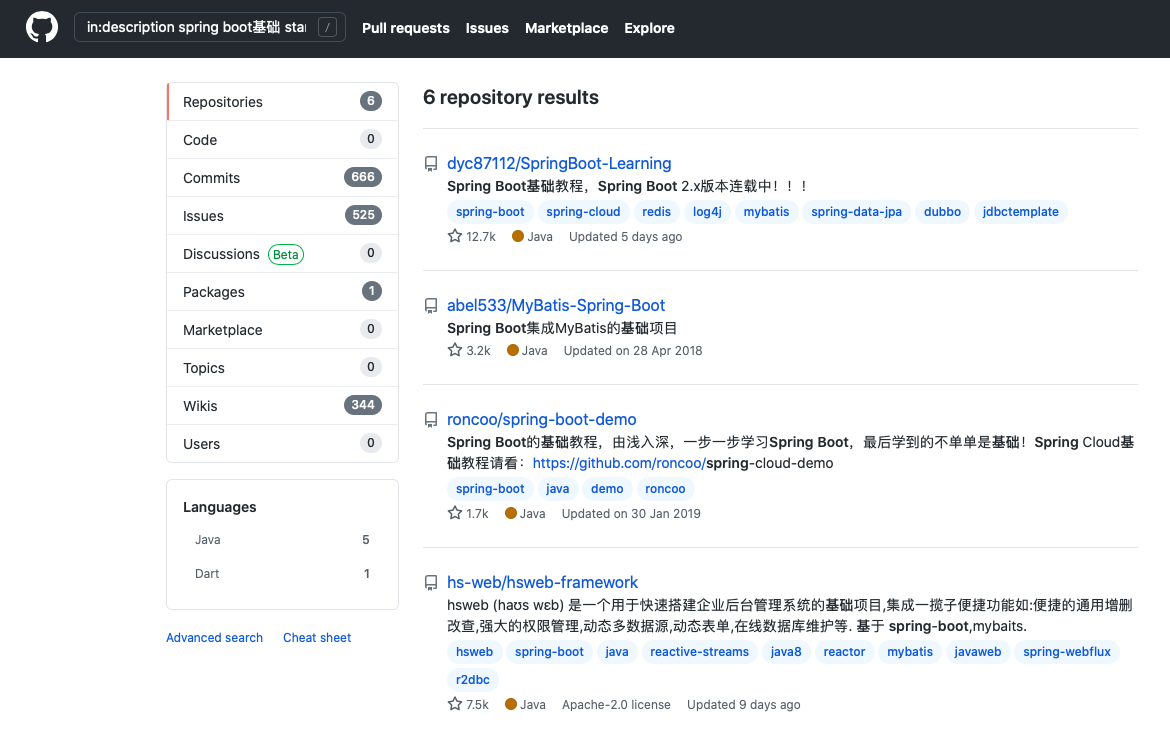 in:description spring boot基础 star /
Pull requests Issues Marketplace Explore
Repositories 6
Code 0
Commits 666
Issues 525
Discussions Beta 0
Packages 1
Marketplace 0
Topics 0
Wikis 344
Users 0
Languages
Java 5
Dart 1
Advanced search Cheat sheet
6 repository results
dyc87112/SpringBoot-Learning
Spring Boot基础教程，Spring Boot 2.x版本连载中！！！
spring-boot spring-cloud redis log4j mybatis spring-data-jpa dubbo jdbctemplate
12.7k Java Updated 5 days ago
abel533/MyBatis-Spring-Boot
Spring Boot集成MyBatis的基础项目
3.2k Java Updated on 28 Apr 2018
roncoo/spring-boot-demo
Spring Boot的基础教程，由浅入深，一步一步学习Spring Boot，最后学到的不单单是基础！Spring Cloud基
础教程请看：https://github.com/roncoo/spring-cloud-demo
spring-boot java demo roncoo
1.7k Java Updated on 30 Jan 2019
hs-web/hsweb-framework
hsweb (haʊs wɛb) 是一个用于快速搭建企业后台管理系统的基础项目,集成一揽子便捷功能如:便捷的通用增删
改查,强大的权限管理,动态多数据源,动态表单,在线数据库维护等. 基于 spring-boot,mybaits.
hsweb spring-boot java reactive-streams java8 reactor mybatis javaweb spring-webflux
r2dbc
7.5k Java Apache-2.0 license Updated 9 days ago